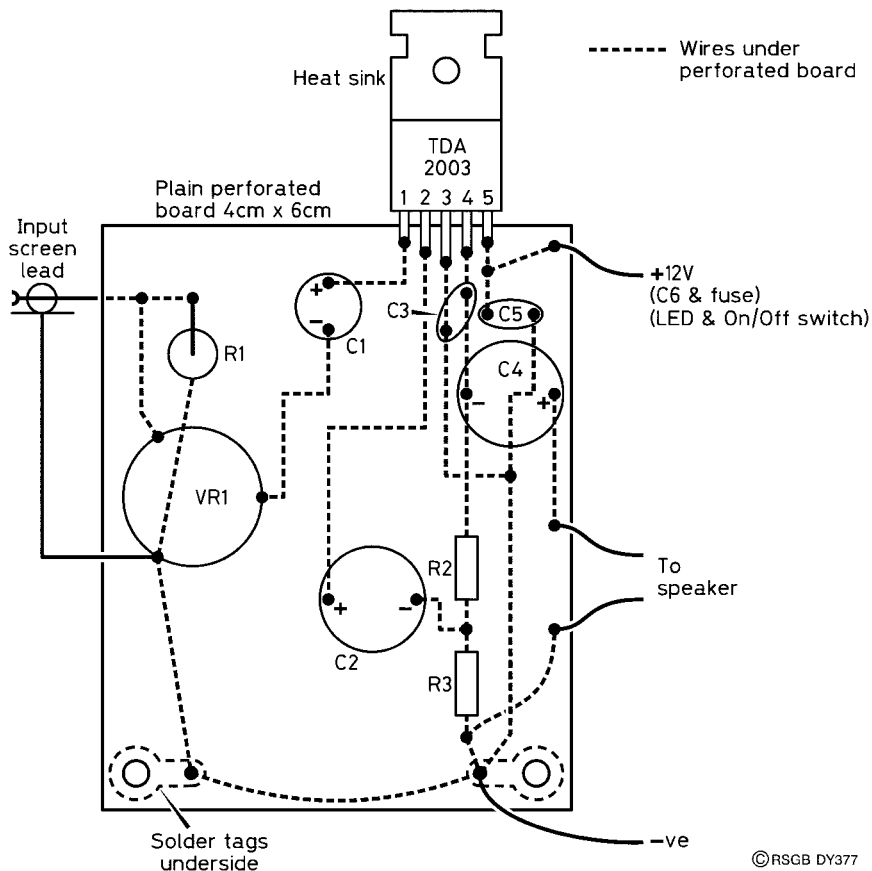 Heat sink
Wires under
perforated board
TDA
2003
1 2 3 4 5
Plain perforated
board 4cm x 6cm
Input
screen
lead
+12V
(C6 & fuse)
(LED & On/Off switch)
+
−
C1
C3
C5
R1
C4
−
+
VR1
R2
To
speaker
+
−
C2
R3
Solder tags
underside
−ve
©RSGB DY377